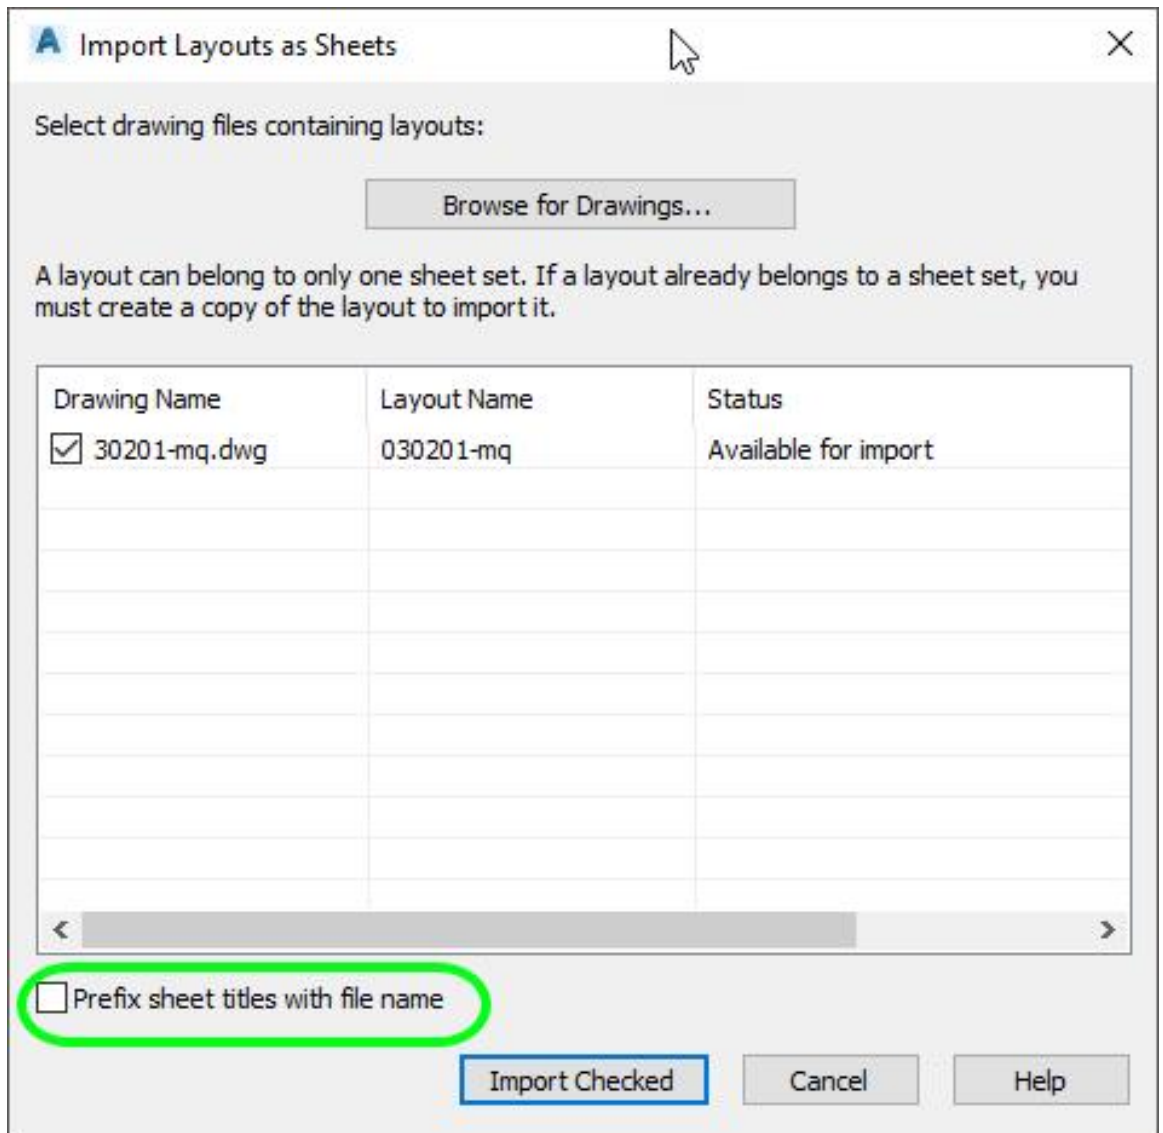 Import Layouts as Sheets
Select drawing files containing layouts:
Browse for Drawings...
A layout can belong to only one sheet set. If a layout already belongs to a sheet set, you
must create a copy of the layout to import it.
Drawing Name Layout Name Status
30201-mq.dwg 030201-mq Available for import
Prefix sheet titles with file name
Import Checked Cancel Help